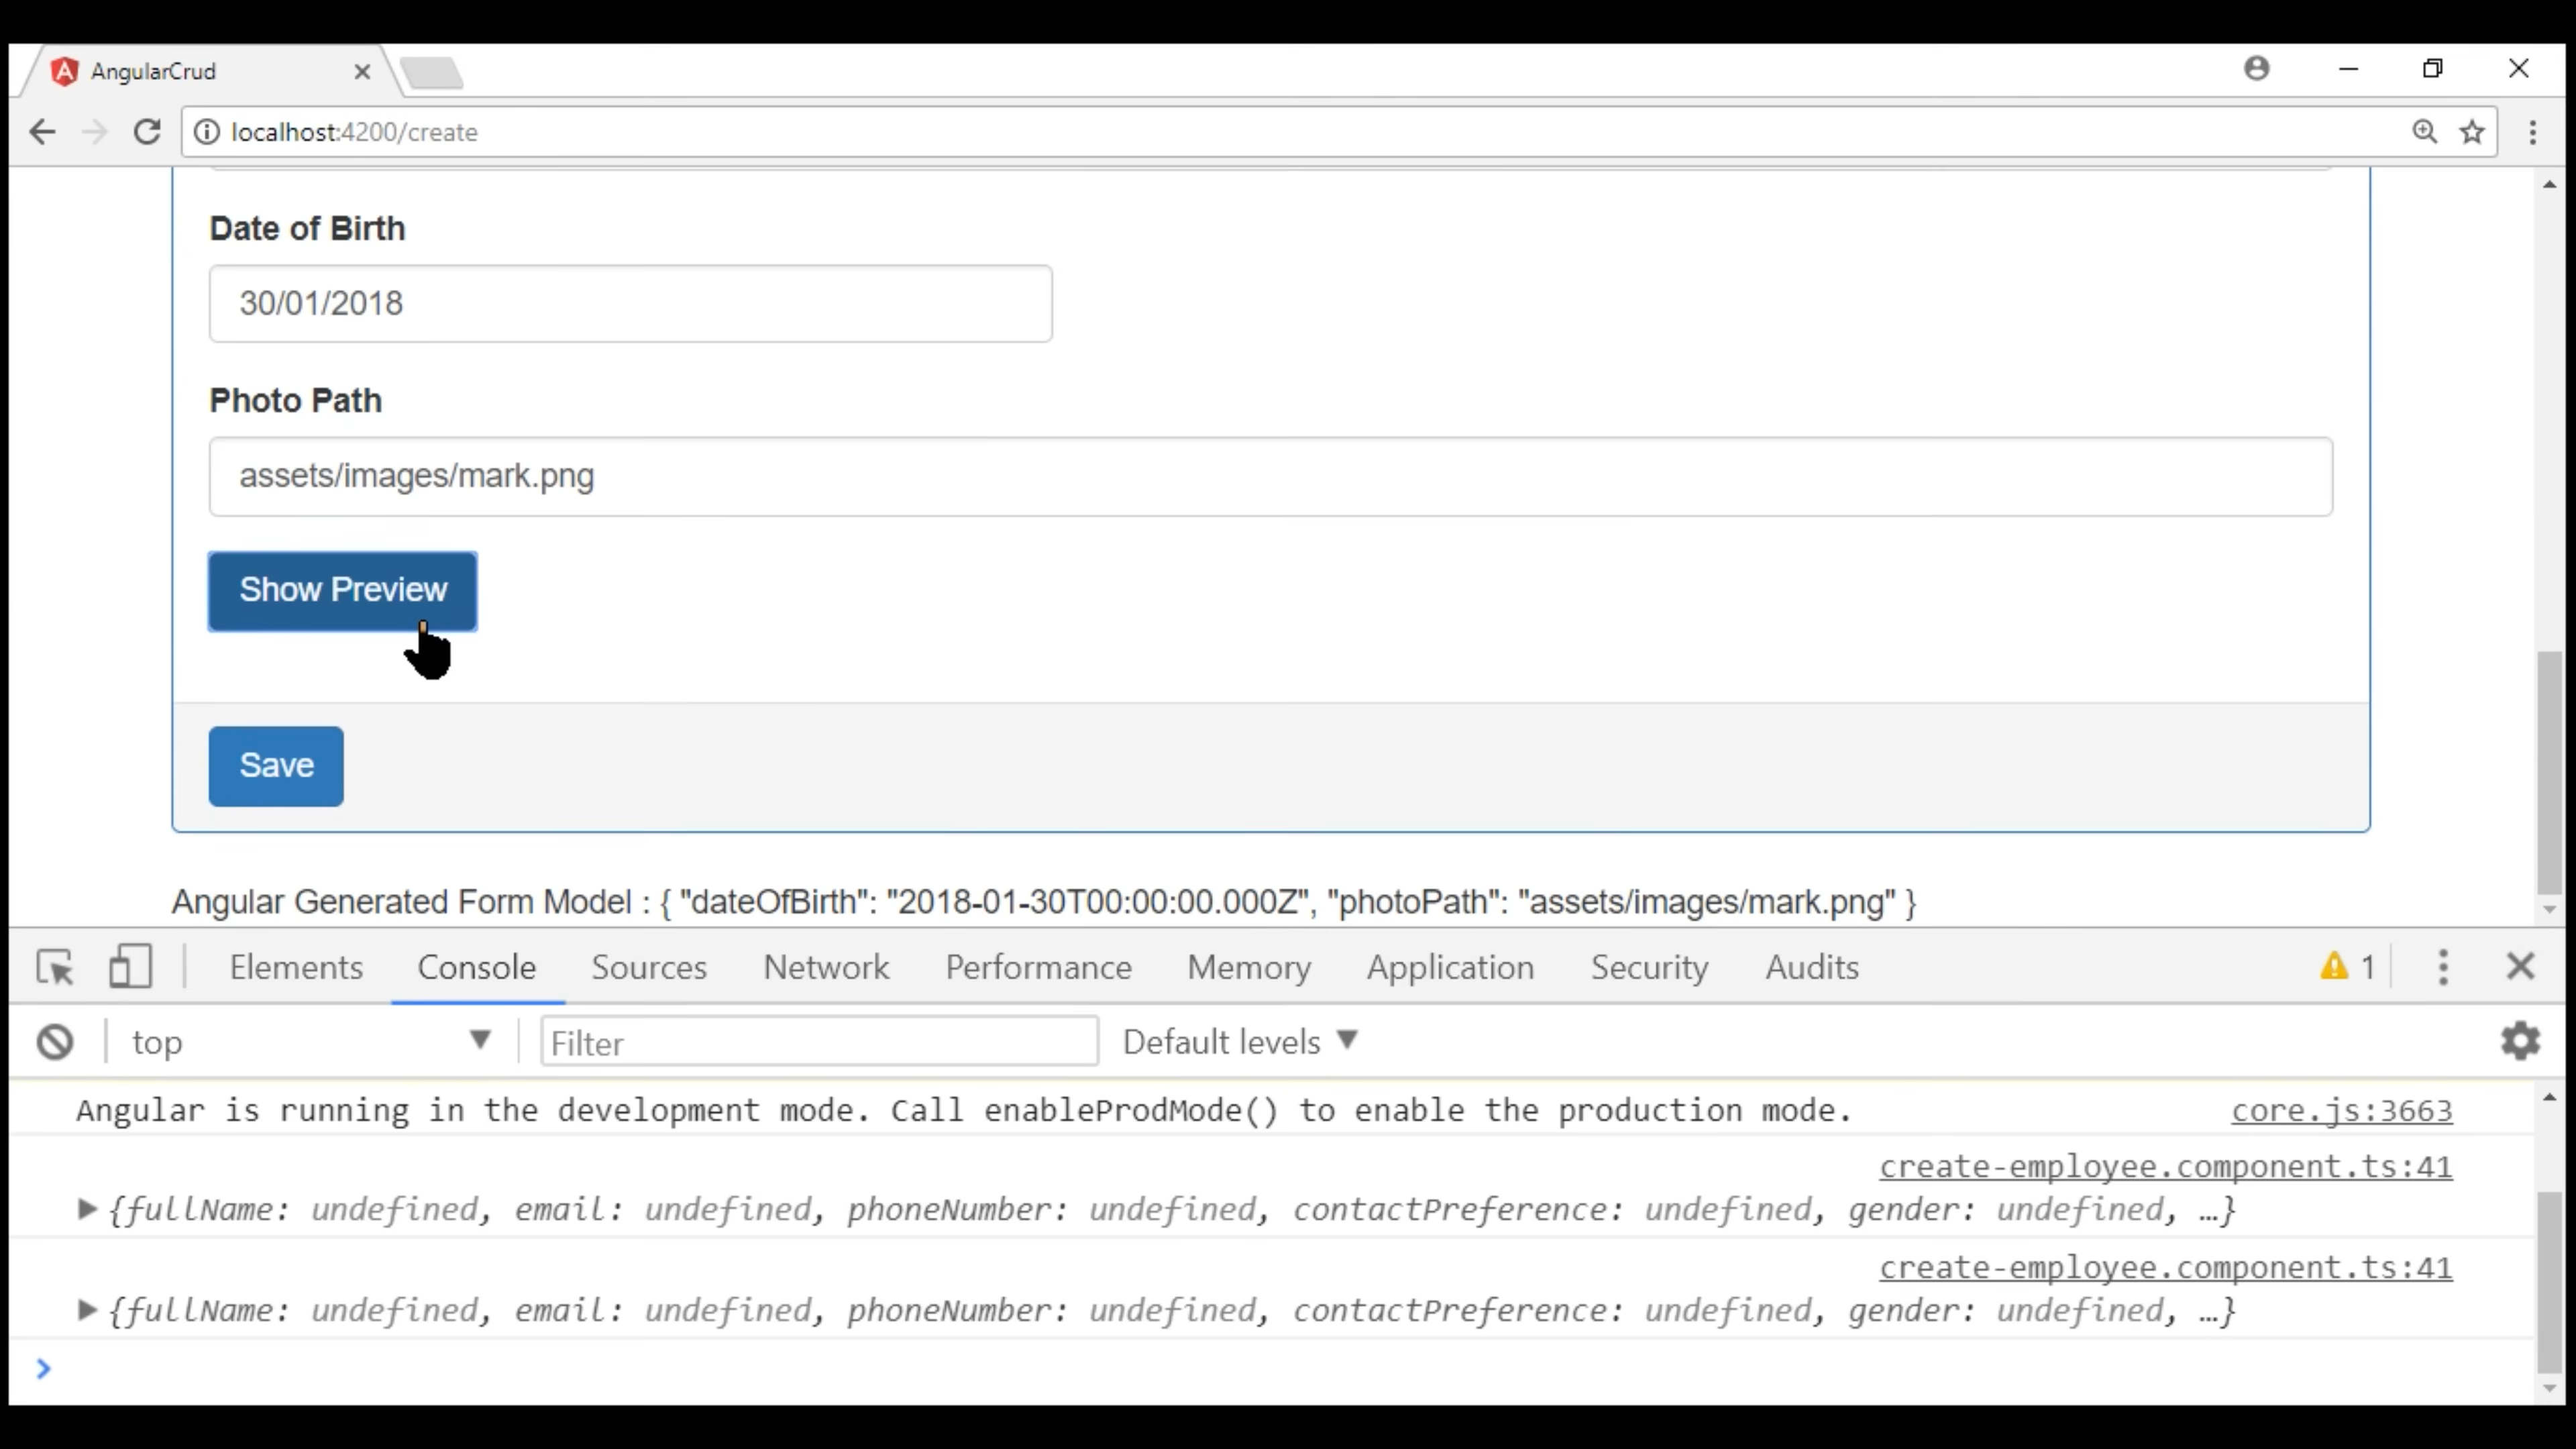 AngularCrud
localhost:4200/create
Date of Birth
30/01/2018
Photo Path
assets/images/mark.png
Show Preview
Save
Angular Generated Form Model : { "dateOfBirth": "2018-01-30T00:00:00.000Z", "photoPath": "assets/images/mark.png" }
Elements Console Sources Network Performance Memory Application Security Audits 1
top Filter Default levels
Angular is running in the development mode. Call enableProdMode() to enable the production mode. core.js:3663
create-employee.component.ts:41
{fullName: undefined, email: undefined, phoneNumber: undefined, contactPreference: undefined, gender: undefined, …}
create-employee.component.ts:41
{fullName: undefined, email: undefined, phoneNumber: undefined, contactPreference: undefined, gender: undefined, …}